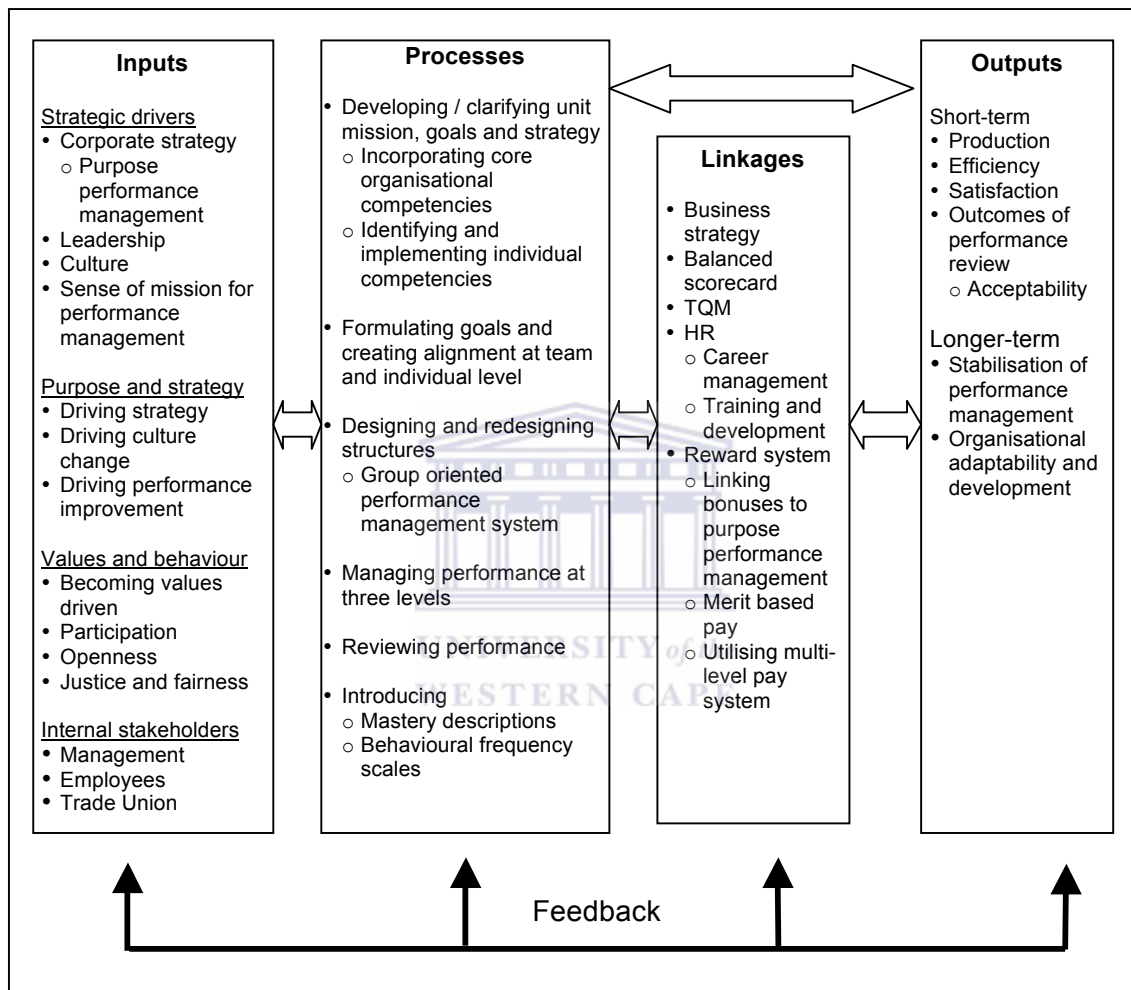 Inputs
Strategic drivers
• Corporate strategy
o Purpose
performance
management
• Leadership
• Culture
• Sense of mission for
performance
management
Purpose and strategy
• Driving strategy
• Driving culture
change
• Driving performance
improvement
Values and behaviour
• Becoming values
driven
• Participation
• Openness
• Justice and fairness
Internal stakeholders
• Management
• Employees
• Trade Union
Processes
• Developing / clarifying unit
mission, goals and strategy
o Incorporating core
organisational
competencies
o Identifying and
implementing individual
competencies
• Formulating goals and
creating alignment at team
and individual level
• Designing and redesigning
structures
o Group oriented
performance
management system
• Managing performance at
three levels
• Reviewing performance
• Introducing
o Mastery descriptions
o Behavioural frequency
scales
Linkages
• Business
strategy
• Balanced
scorecard
• TQM
• HR
o Career
management
o Training and
development
• Reward system
o Linking
bonuses to
purpose
performance
management
o Merit based
pay
o Utilising multi-
level pay
system
Outputs
Short-term
• Production
• Efficiency
• Satisfaction
• Outcomes of
performance
review
o Acceptability
Longer-term
• Stabilisation of
performance
management
• Organisational
adaptability and
development
UNIVERSITY of the
WESTERN CAPE
Feedback